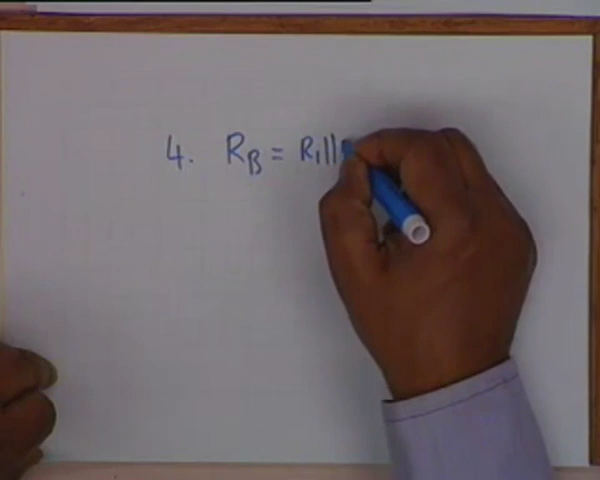 4. R_B = R_1 ||